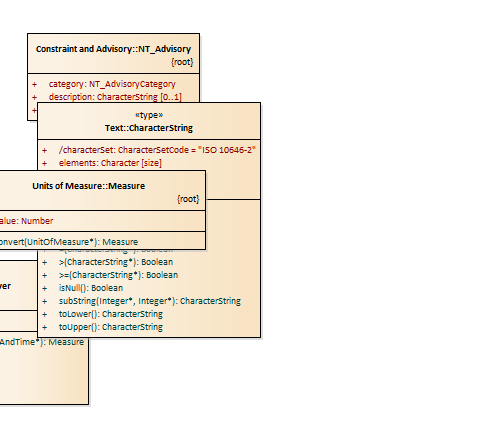 Constraint and Advisory::NT_Advisory
{root}
+ category: NT_AdvisoryCategory
+ description: CharacterString [0..1]
+
«type»
Text::CharacterString
+ /characterSet: CharacterSetCode = "ISO 10646-2"
+ elements: Character [size]
Units of Measure::Measure
{root}
alue: Number
onvert(UnitOfMeasure*): Measure
+ >(CharacterString*): Boolean
+ >=(CharacterString*): Boolean
+ isNull(): Boolean
+ subString(Integer*, Integer*): CharacterString
+ toLower(): CharacterString
+ toUpper(): CharacterString
ver
AndTime*): Measure